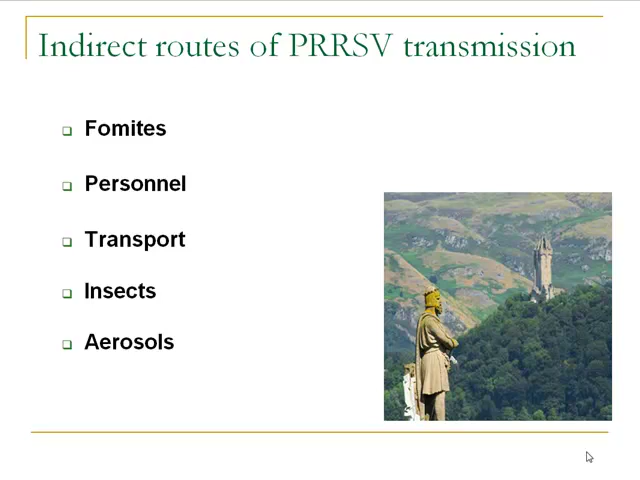 Indirect routes of PRRSV transmission
Fomites
Personnel
Transport
Insects
Aerosols